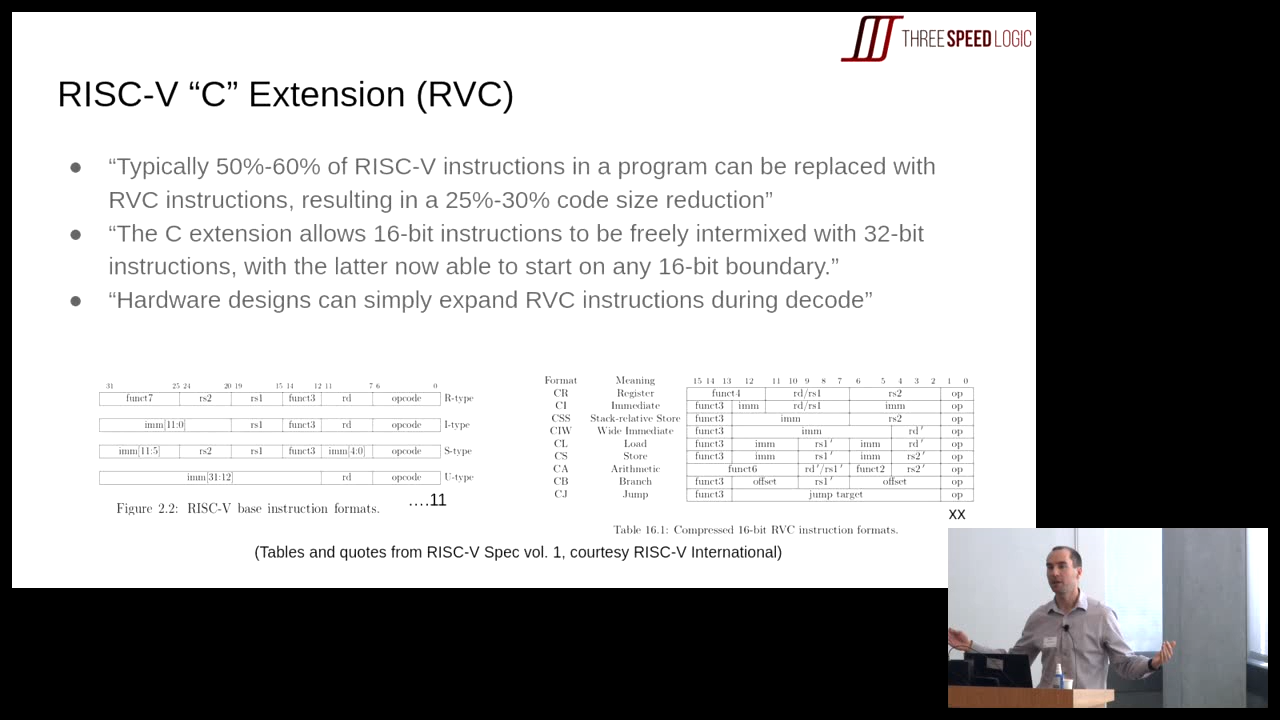 THREE SPEED LOGIC
RISC-V “C” Extension (RVC)
● “Typically 50%-60% of RISC-V instructions in a program can be replaced with
RVC instructions, resulting in a 25%-30% code size reduction”
● “The C extension allows 16-bit instructions to be freely intermixed with 32-bit
instructions, with the latter now able to start on any 16-bit boundary.”
● “Hardware designs can simply expand RVC instructions during decode”
31 25 24 20 19 15 14 12 11 7 6 0
funct7 rs2 rs1 funct3 rd opcode R-type
imm[11:0] rs1 funct3 rd opcode I-type
imm[11:5] rs2 rs1 funct3 imm[4:0] opcode S-type
imm[31:12] rd opcode U-type
....11
Figure 2.2: RISC-V base instruction formats.
Format Meaning 15 14 13 12 11 10 9 8 7 6 5 4 3 2 1 0
CR Register funct4 rd/rs1 rs2 op
CI Immediate funct3 imm rd/rs1 imm op
CSS Stack-relative Store funct3 imm rs2 op
CIW Wide Immediate funct3 imm rd′ op
CL Load funct3 imm rs1′ imm rd′ op
CS Store funct3 imm rs1′ imm rs2′ op
CA Arithmetic funct6 rd′/rs1′ funct2 rs2′ op
CB Branch funct3 offset rs1′ offset op
CJ Jump funct3 jump target op
xx
Table 16.1: Compressed 16-bit RVC instruction formats.
(Tables and quotes from RISC-V Spec vol. 1, courtesy RISC-V International)